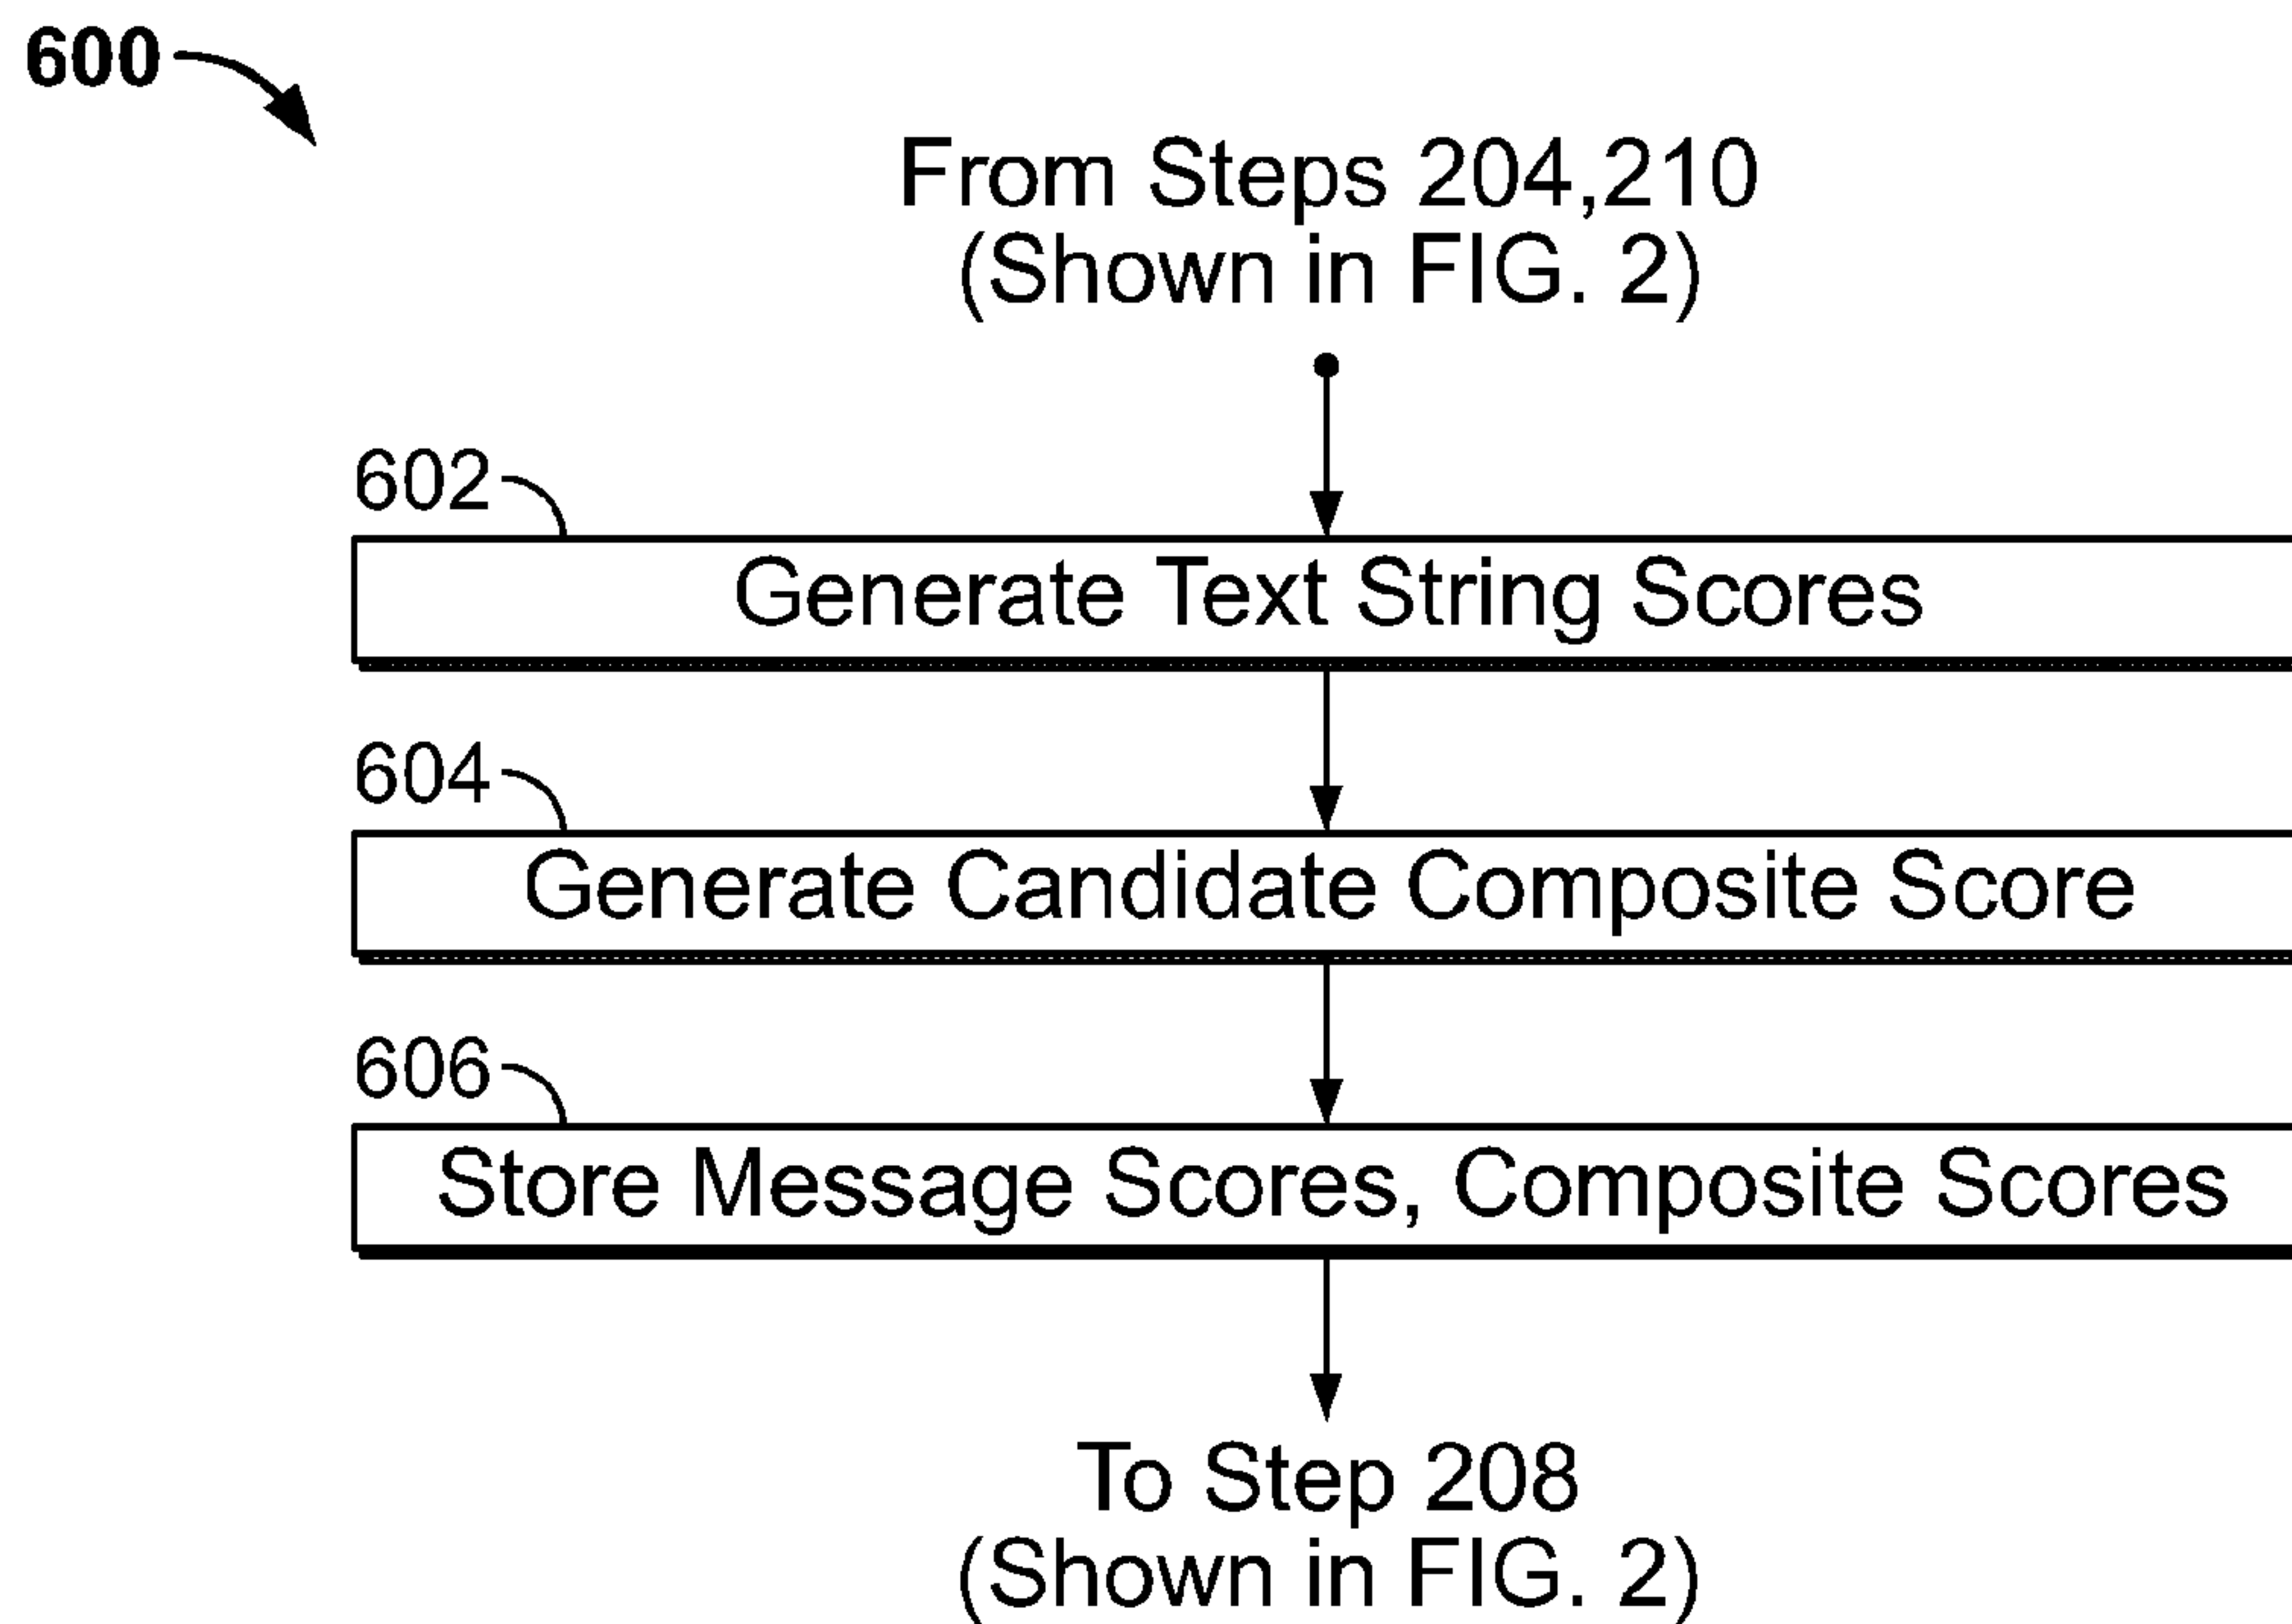 600
From Steps 204,210
(Shown in FIG. 2)
602
Generate Text String Scores
604
Generate Candidate Composite Score
606
Store Message Scores, Composite Scores
To Step 208
(Shown in FIG. 2)